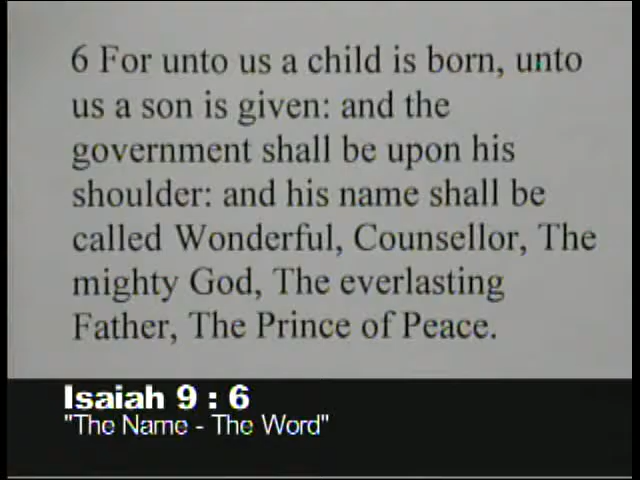 6 For unto us a child is born, unto
us a son is given: and the
government shall be upon his
shoulder: and his name shall be
called Wonderful, Counsellor, The
mighty God, The everlasting
Father, The Prince of Peace.
Isaiah 9 : 6
"The Name - The Word"